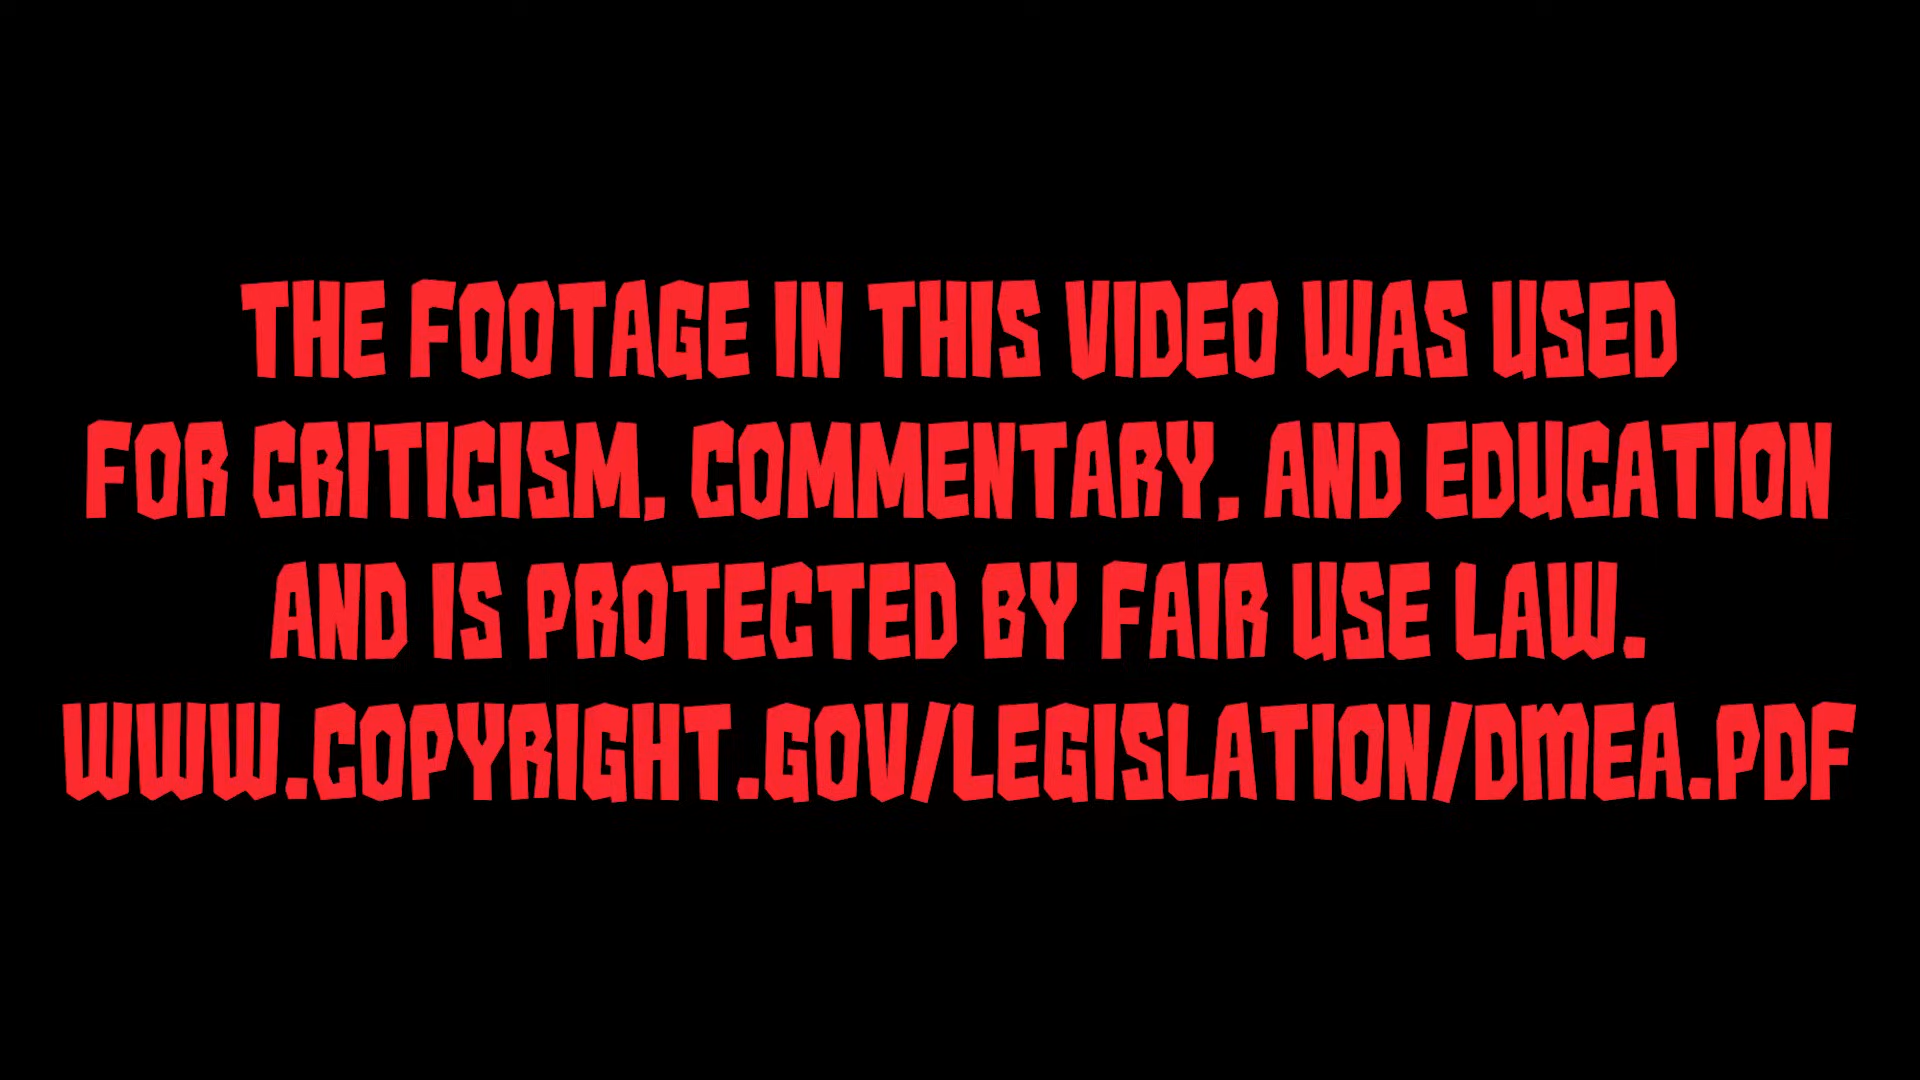 THE FOOTAGE IN THIS VIDEO WAS USED
FOR CRITICISM, COMMENTARY, AND EDUCATION
AND IS PROTECTED BY FAIR USE LAW.
WWW.COPYRIGHT.GOV/LEGISLATION/DMEA.PDF